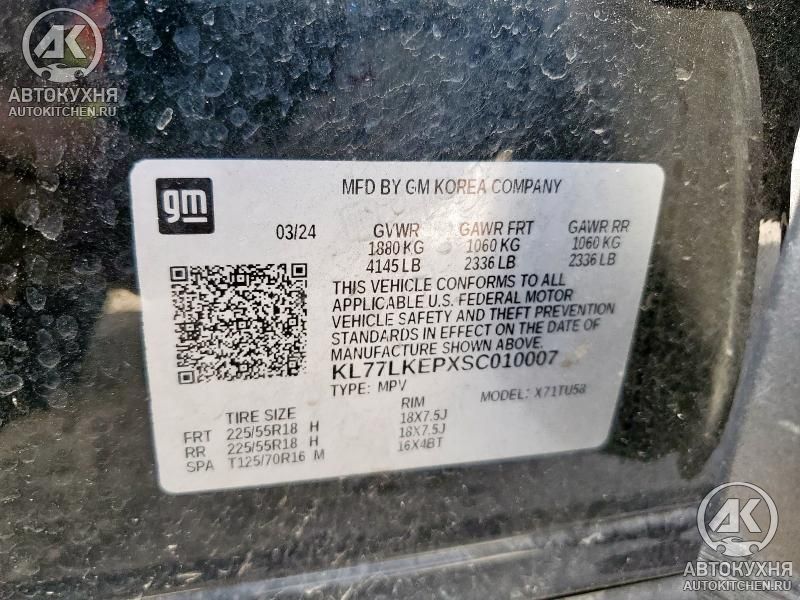 AK
АВТОКУХНЯ
AUTOKITCHEN.RU
gm
MFD BY GM KOREA COMPANY
03/24 GVWR GAWR FRT GAWR RR
1880 KG 1060 KG 1060 KG
4145 LB 2336 LB 2336 LB
THIS VEHICLE CONFORMS TO ALL
APPLICABLE U.S. FEDERAL MOTOR
VEHICLE SAFETY AND THEFT PREVENTION
STANDARDS IN EFFECT ON THE DATE OF
MANUFACTURE SHOWN ABOVE.
KL77LKEPXSC010007
TYPE: MPV MODEL: X71TU58
TIRE SIZE RIM
FRT 225/55R18 H 18X7.5J
RR 225/55R18 H 18X7.5J
SPA T125/70R16 M 16X4BT
AK
АВТОКУХНЯ
AUTOKITCHEN.RU